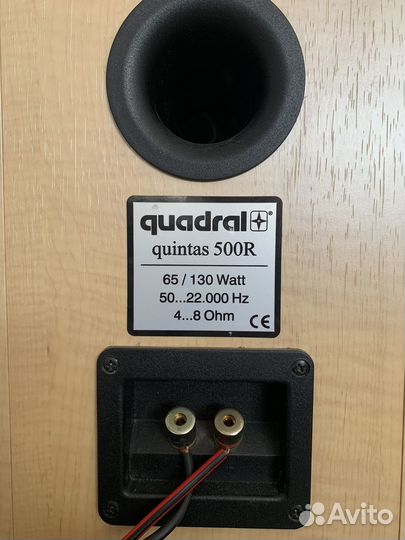 quadral®
quintas 500R
65 / 130 Watt
50...22.000 Hz
4...8 Ohm
CE
Avito